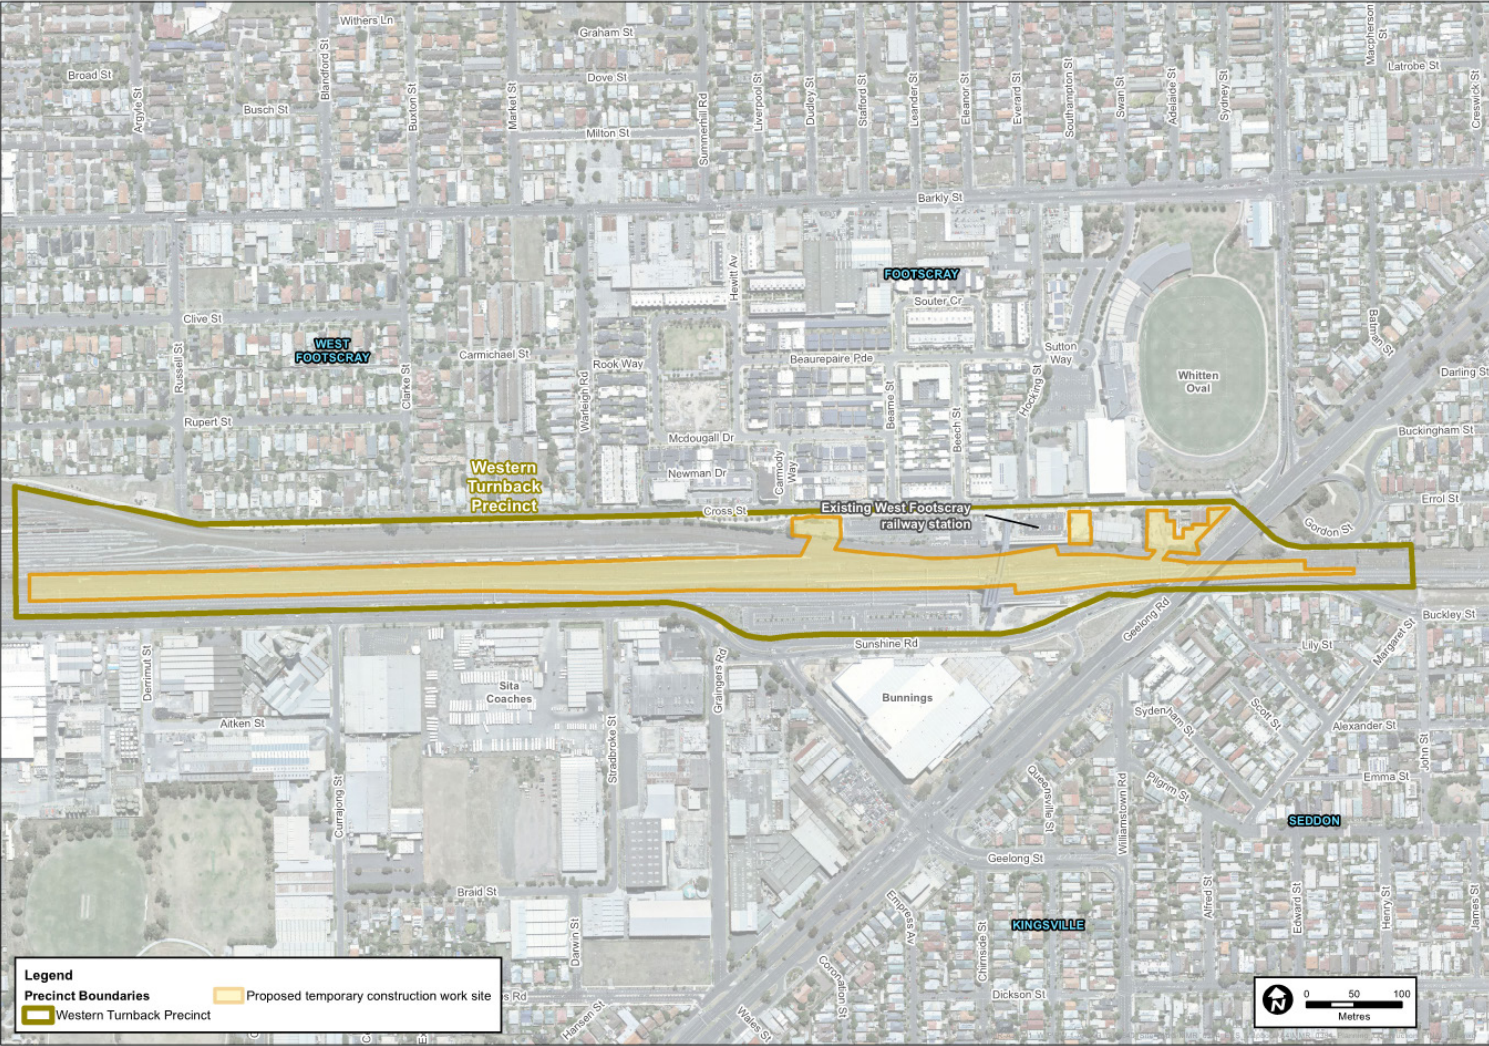 Withers Ln
Graham St
Macpherson St
Broad St
Blandford St
Dove St
Latrobe St
Argyle St
Busch St
Buxton St
Market St
Milton St
Summerhill Rd
Liverpool St
Dudley St
Stafford St
Leander St
Eleanor St
Everard St
Southampton St
Swan St
Adelaide St
Sydney St
Creswick St
Barkly St
FOOTSCRAY
Hewitt Av
Souter Cr
Clive St
WEST
FOOTSCRAY
Carmichael St
Russell St
Clarke St
Rook Way
Warleigh Rd
Beaurepaire Pde
Sutton
Way
Batman St
Darling St
Whitten
Oval
Hocking St
Bearne St
Beech St
Rupert St
Mcdougall Dr
Buckingham St
Newman Dr
Carmody
Way
Western
Turnback
Precinct
Cross St
Existing West Footscray
railway station
Errol St
Gordon St
Geelong Rd
Buckley St
Sunshine Rd
Lily St
Margaret St
Derrimut St
Graingers Rd
Sita
Coaches
Bunnings
Aitken St
Stradbroke St
Sydenham St
Scott St
Alexander St
John St
Currajong St
Queensville St
Williamstown Rd
Pilgrim St
Emma St
SEDDON
Geelong St
Braid St
Empress Av
Alfred St
Edward St
Henry St
James St
Darwin St
Chirnside St
KINGSVILLE
Coronation St
Dickson St
Hansen St
Wales St
Rd
Legend
Precinct Boundaries
Proposed temporary construction work site
Western Turnback Precinct
N
0 50 100
Metres